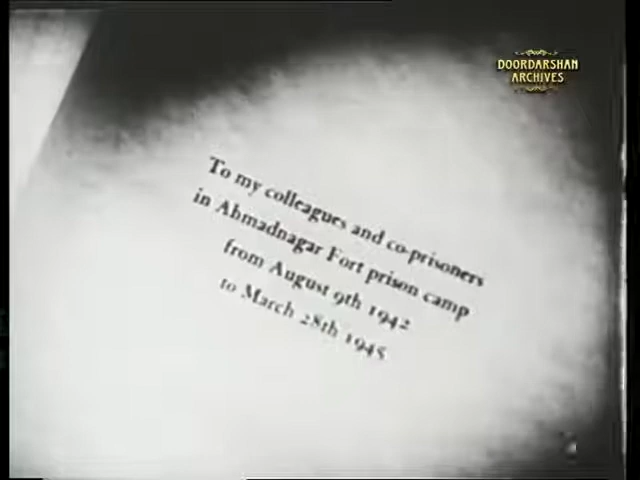 DOORDARSHAN
ARCHIVES
To my colleagues and co-prisoners
in Ahmadnagar Fort prison camp
from August 9th 1942
to March 28th 1945